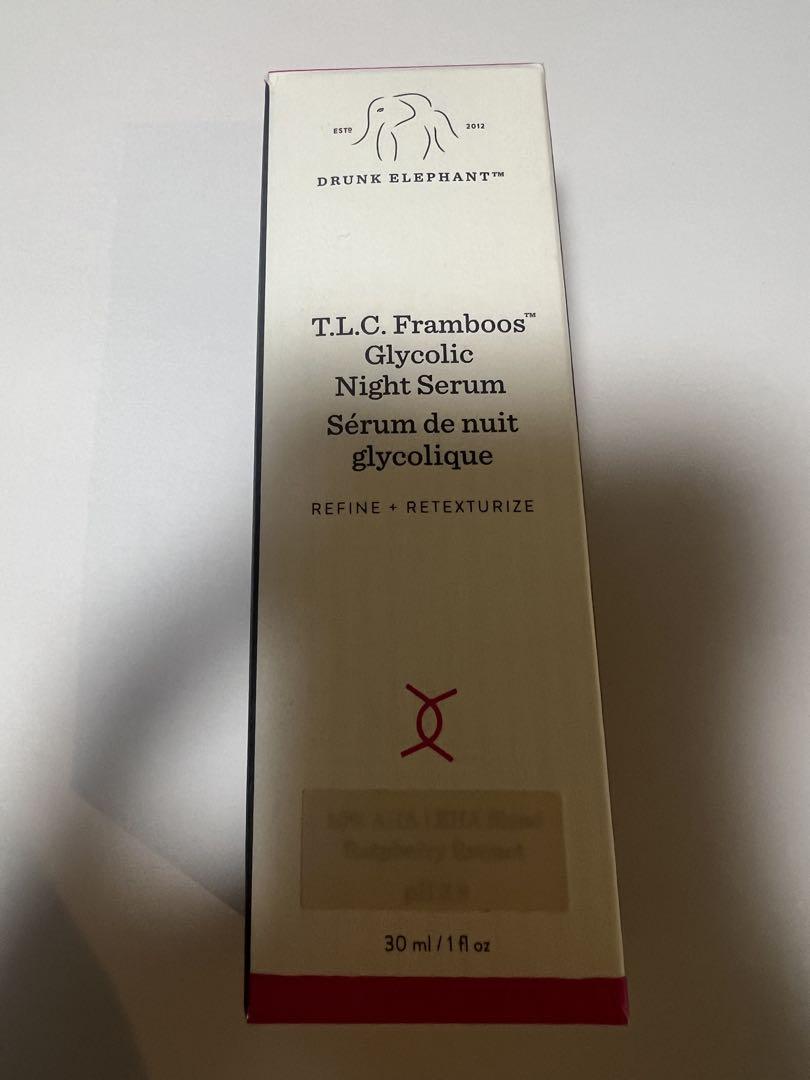 ESTD 2012
DRUNK ELEPHANT™
T.L.C. Framboos™
Glycolic
Night Serum
Sérum de nuit
glycolique
REFINE + RETEXTURIZE
30 ml / 1 fl oz